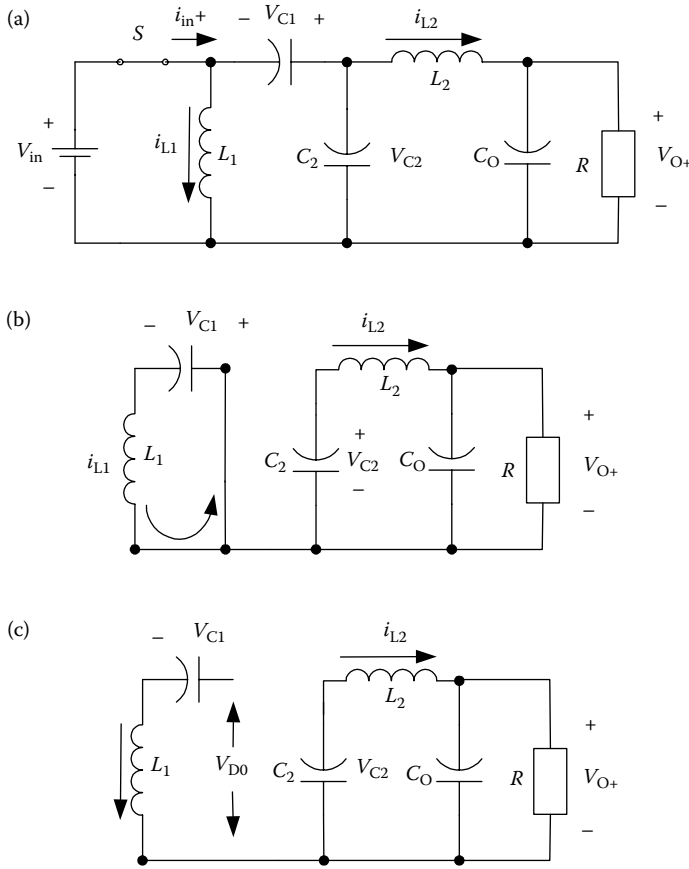 (a)
S
i_in+
– V_C1 +
i_L2
L_2
+
V_in
–
i_L1
L_1
C_2
V_C2
C_O
R
+
V_O+
–
(b)
– V_C1 +
i_L2
L_2
i_L1
L_1
C_2
+
V_C2
–
C_O
R
+
V_O+
–
(c)
– V_C1
i_L2
L_2
L_1
V_D0
C_2
V_C2
C_O
R
+
V_O+
–